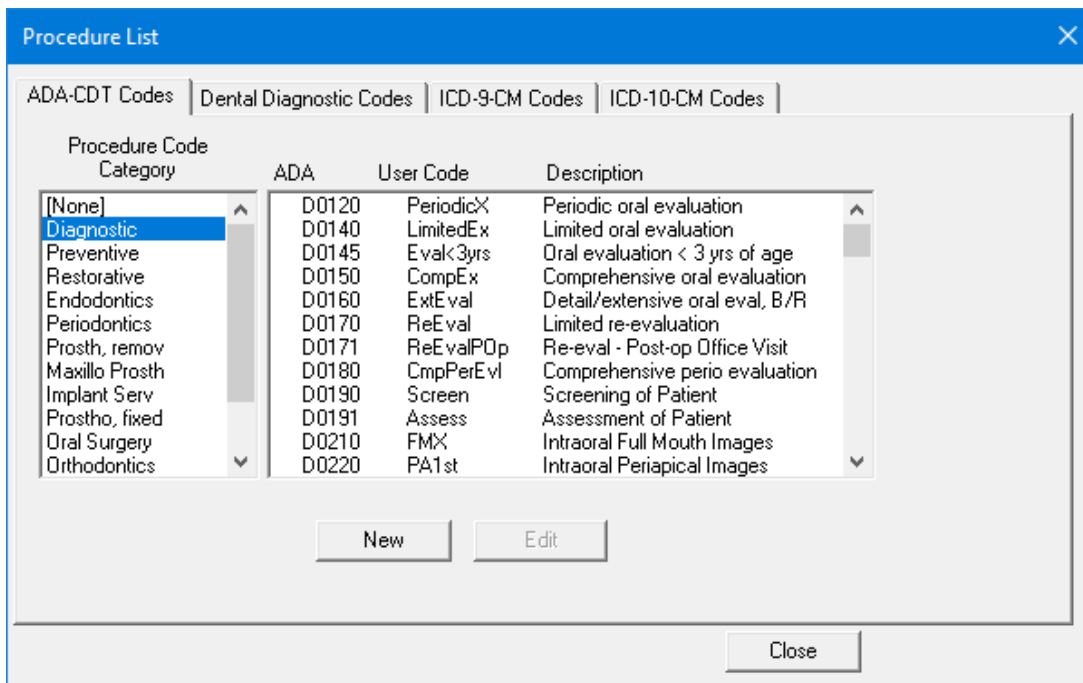 Procedure List
ADA-CDT Codes Dental Diagnostic Codes ICD-9-CM Codes ICD-10-CM Codes
Procedure Code
Category
[None]
Diagnostic
Preventive
Restorative
Endodontics
Periodontics
Prosth, remov
Maxillo Prosth
Implant Serv
Prostho, fixed
Oral Surgery
Orthodontics
ADA User Code Description
D0120 PeriodicX Periodic oral evaluation
D0140 LimitedEx Limited oral evaluation
D0145 Eval<3yrs Oral evaluation < 3 yrs of age
D0150 CompEx Comprehensive oral evaluation
D0160 ExtEval Detail/extensive oral eval, B/R
D0170 ReEval Limited re-evaluation
D0171 ReEvalPOp Re-eval - Post-op Office Visit
D0180 CmpPerEvl Comprehensive perio evaluation
D0190 Screen Screening of Patient
D0191 Assess Assessment of Patient
D0210 FMX Intraoral Full Mouth Images
D0220 PA1st Intraoral Periapical Images
New Edit
Close